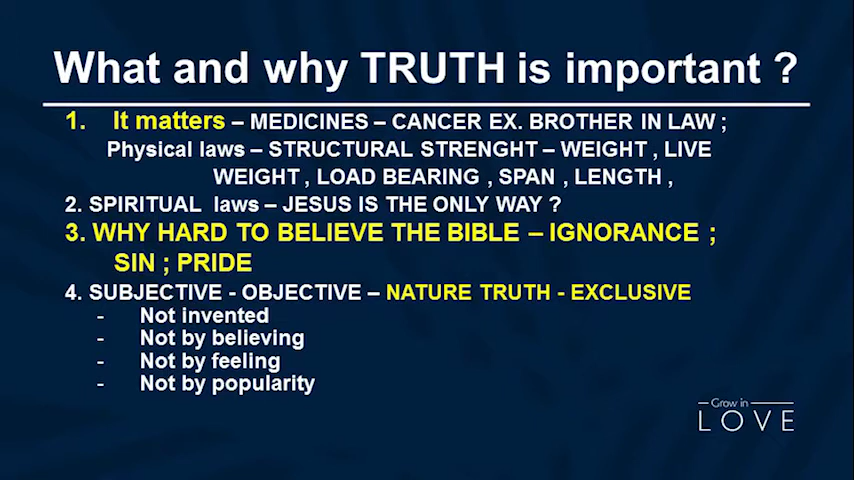 What and why TRUTH is important ?
1. It matters – MEDICINES – CANCER EX. BROTHER IN LAW ;
Physical laws – STRUCTURAL STRENGHT – WEIGHT , LIVE
WEIGHT , LOAD BEARING , SPAN , LENGTH ,
2. SPIRITUAL laws – JESUS IS THE ONLY WAY ?
3. WHY HARD TO BELIEVE THE BIBLE – IGNORANCE ;
SIN ; PRIDE
4. SUBJECTIVE - OBJECTIVE – NATURE TRUTH - EXCLUSIVE
- Not invented
- Not by believing
- Not by feeling
- Not by popularity
Grow in
LOVE